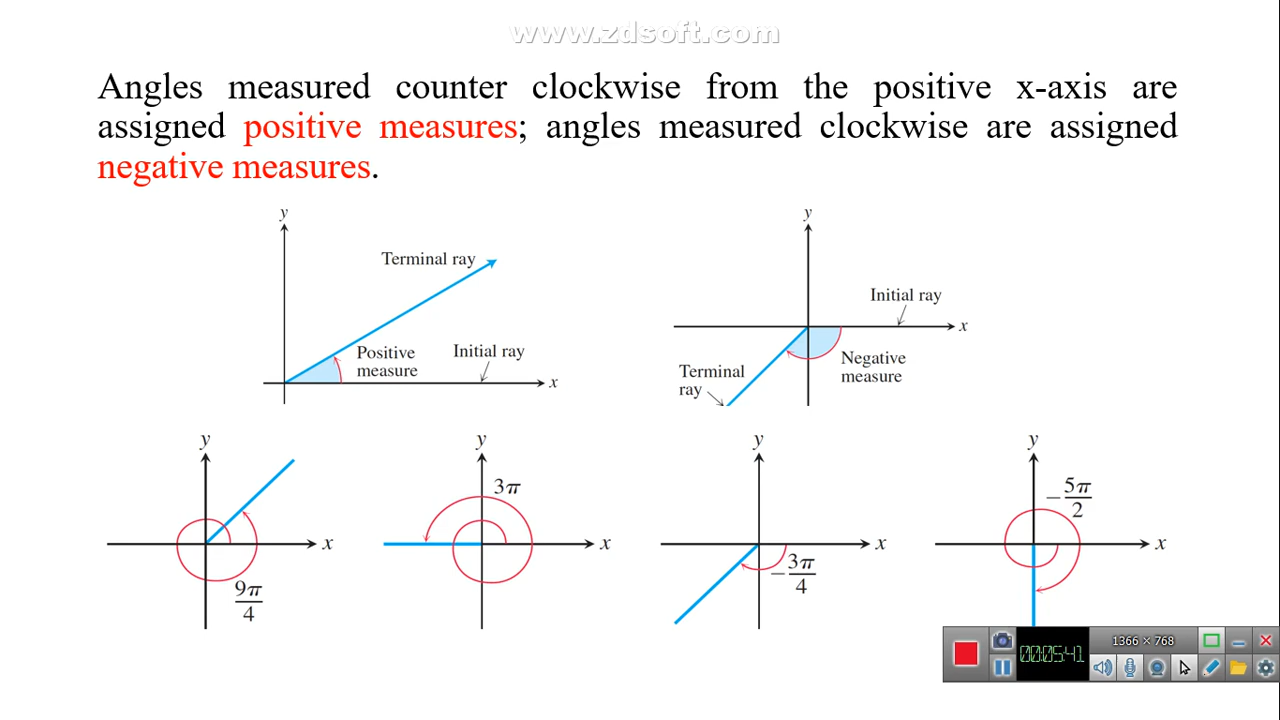 www.zdsoft.com
Angles measured counter clockwise from the positive x-axis are
assigned positive measures; angles measured clockwise are assigned
negative measures.
y
Terminal ray
Positive
measure
Initial ray
x
y
Initial ray
x
Negative
measure
Terminal
ray
y
x
9π
4
y
3π
x
y
x
−3π
4
y
−5π
2
x
00:05:41
1366 × 768